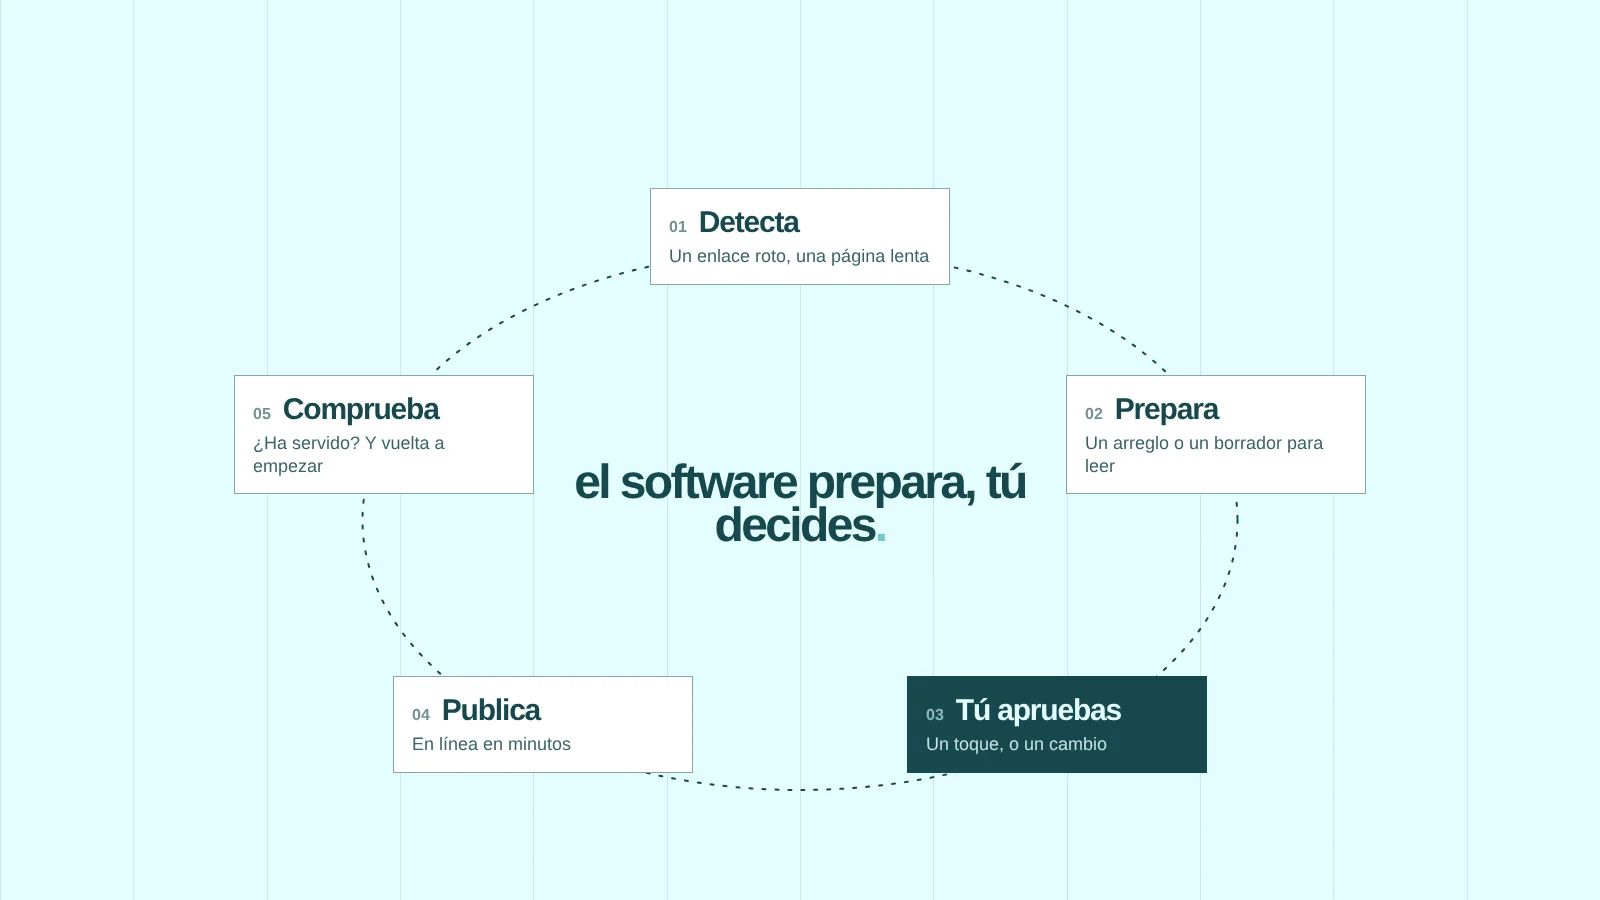 01 Detecta
Un enlace roto, una página lenta
02 Prepara
Un arreglo o un borrador para
leer
03 Tú apruebas
Un toque, o un cambio
04 Publica
En línea en minutos
05 Comprueba
¿Ha servido? Y vuelta a
empezar
el software prepara, tú
decides.